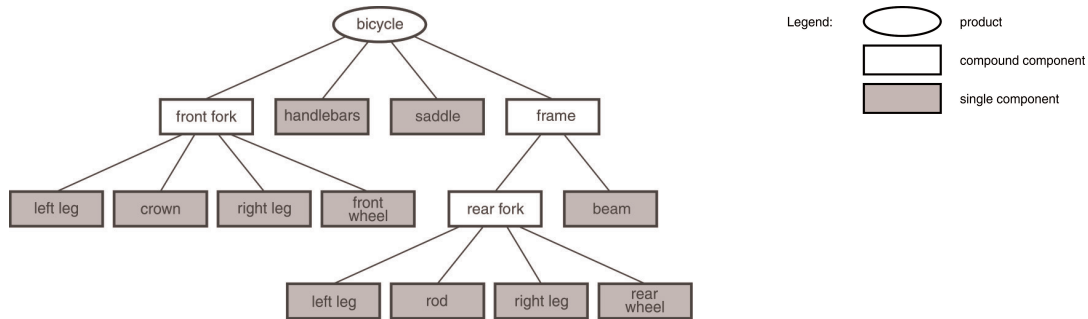 bicycle
Legend:
product
compound component
single component
front fork
handlebars
saddle
frame
left leg
crown
right leg
front
wheel
rear fork
beam
left leg
rod
right leg
rear
wheel